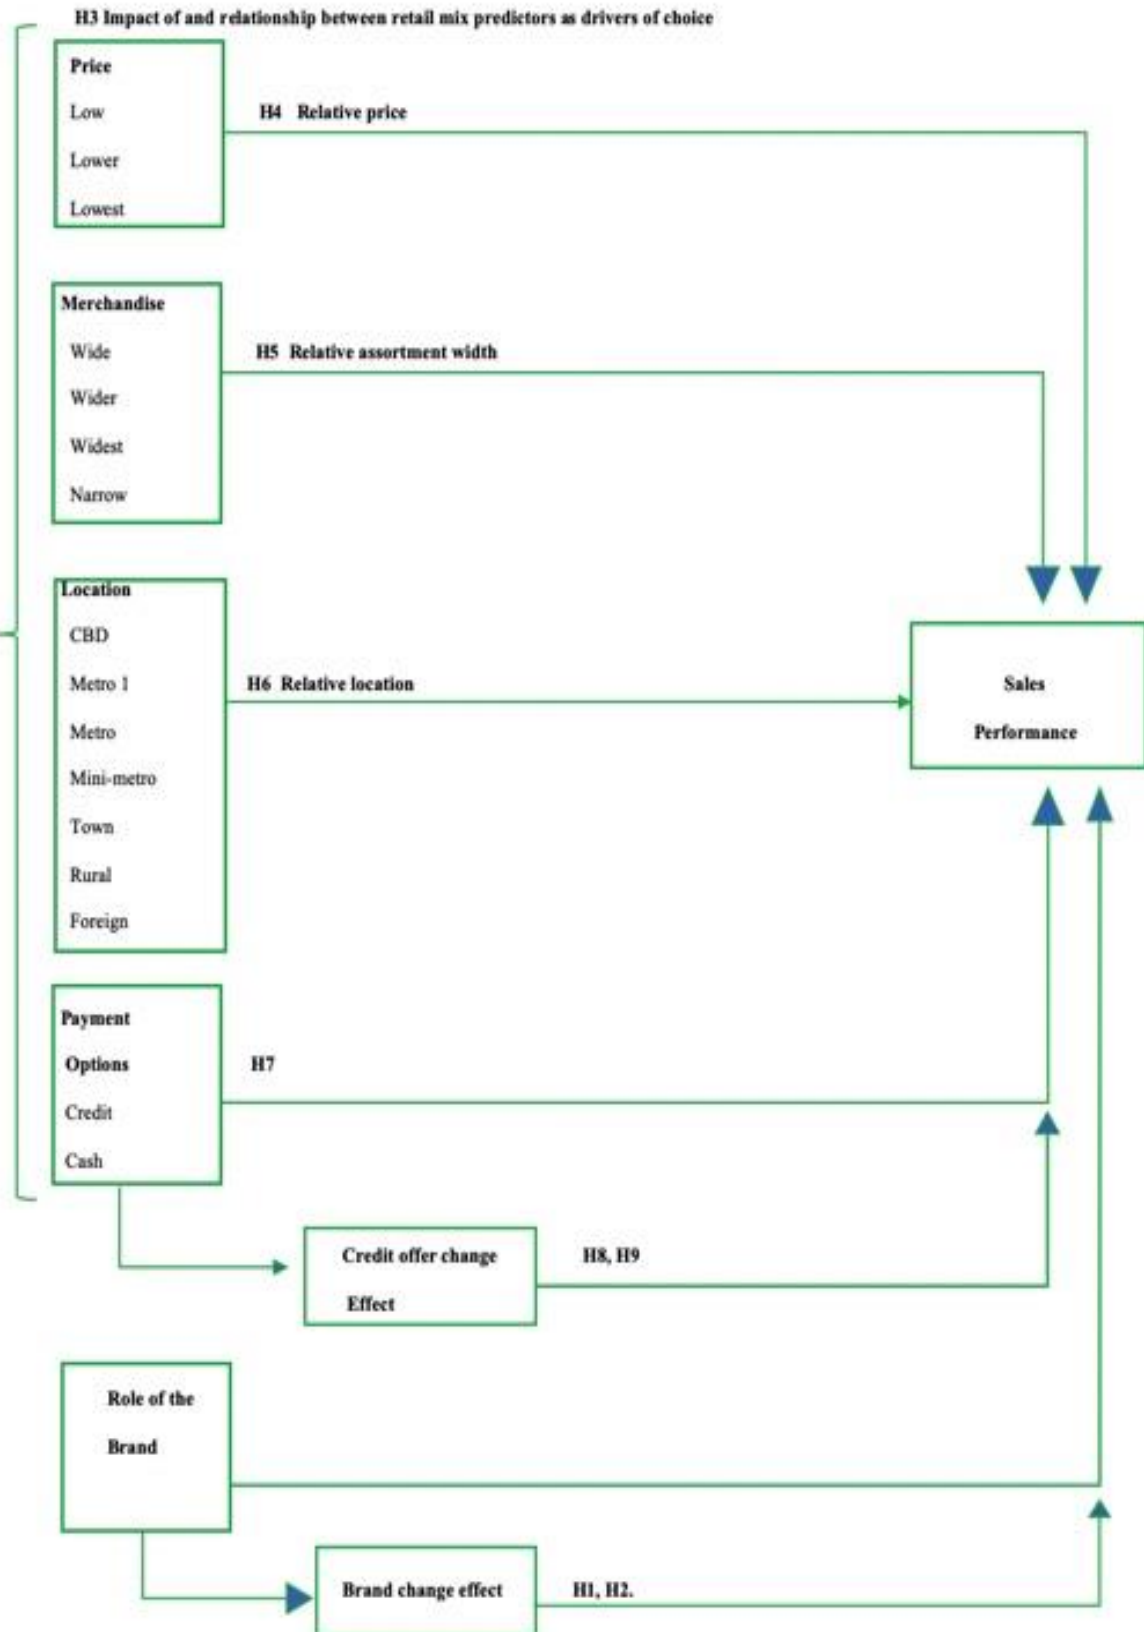 H3 Impact of and relationship between retail mix predictors as drivers of choice
Price
Low
Lower
Lowest
H4 Relative price
Merchandise
Wide
Wider
Widest
Narrow
H5 Relative assortment width
Location
CBD
Metro 1
Metro
Mini-metro
Town
Rural
Foreign
H6 Relative location
Sales
Performance
Payment
Options
Credit
Cash
H7
Credit offer change
Effect
H8, H9
Role of the
Brand
Brand change effect
H1, H2.